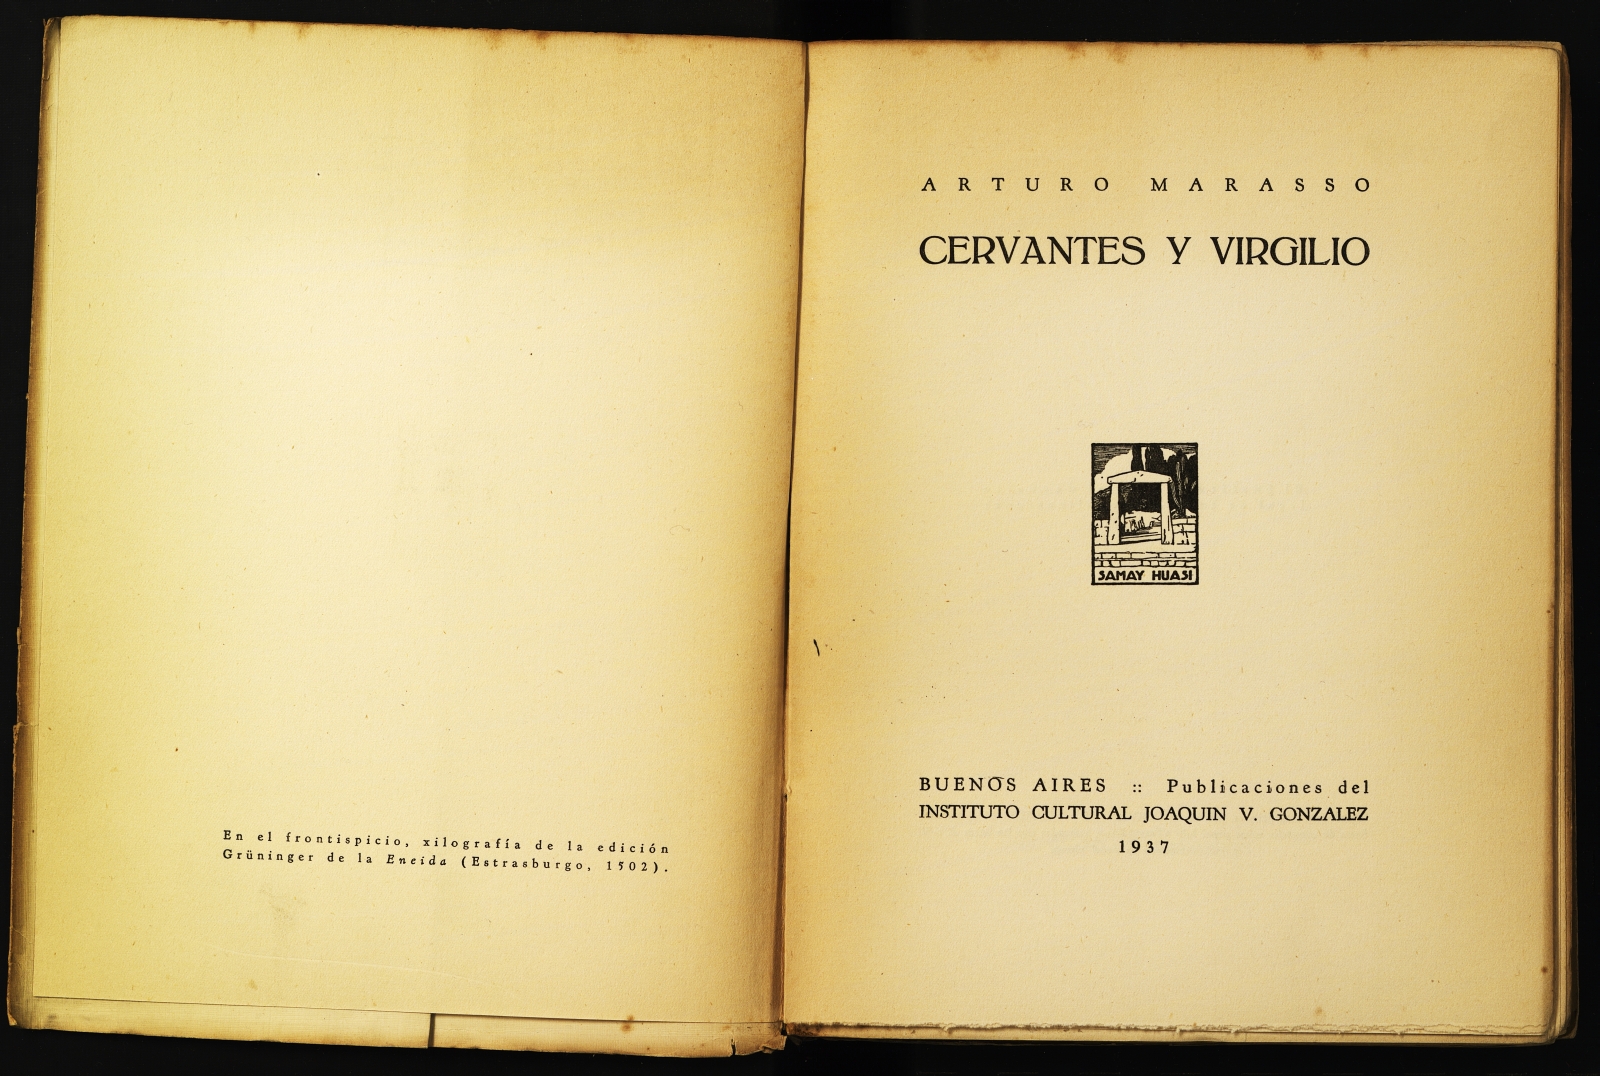 En el frontispicio, xilografía de la edición
Grüninger de la Eneida (Estrasburgo, 1502).
ARTURO MARASSO
CERVANTES Y VIRGILIO
SAMAY HUASI
BUENOS AIRES :: Publicaciones del
INSTITUTO CULTURAL JOAQUIN V. GONZALEZ
1937